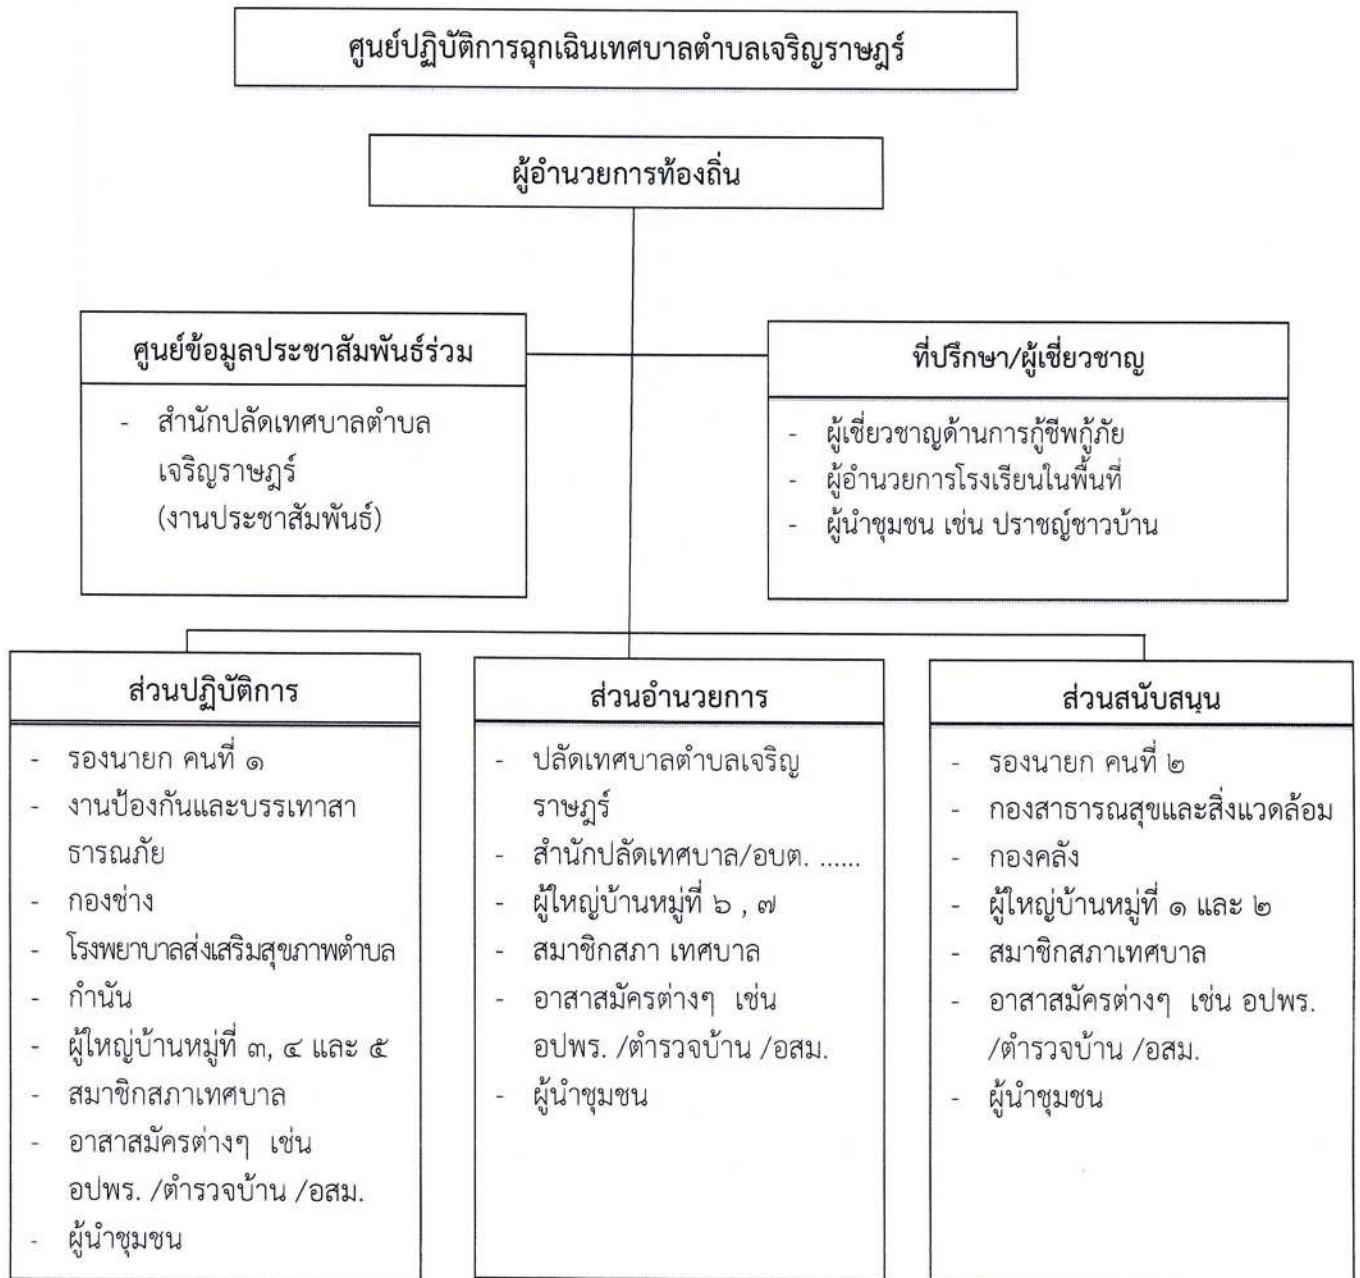 ศูนย์ปฏิบัติการฉุกเฉินเทศบาลตำบลเจริญราษฎร์
ผู้อำนวยการท้องถิ่น
ศูนย์ข้อมูลประชาสัมพันธ์ร่วม
- สำนักปลัดเทศบาลตำบล
เจริญราษฎร์
(งานประชาสัมพันธ์)
ที่ปรึกษา/ผู้เชี่ยวชาญ
- ผู้เชี่ยวชาญด้านการกู้ชีพกู้ภัย
- ผู้อำนวยการโรงเรียนในพื้นที่
- ผู้นำชุมชน เช่น ปราชญ์ชาวบ้าน
ส่วนปฏิบัติการ
- รองนายก คนที่ ๑
- งานป้องกันและบรรเทาสา
ธารณภัย
- กองช่าง
- โรงพยาบาลส่งเสริมสุขภาพตำบล
- กำนัน
- ผู้ใหญ่บ้านหมู่ที่ ๓, ๔ และ ๕
- สมาชิกสภาเทศบาล
- อาสาสมัครต่างๆ เช่น
อปพร. /ตำรวจบ้าน /อสม.
- ผู้นำชุมชน
ส่วนอำนวยการ
- ปลัดเทศบาลตำบลเจริญ
ราษฎร์
- สำนักปลัดเทศบาล/อบต. ......
- ผู้ใหญ่บ้านหมู่ที่ ๖ , ๗
- สมาชิกสภา เทศบาล
- อาสาสมัครต่างๆ เช่น
อปพร. /ตำรวจบ้าน /อสม.
- ผู้นำชุมชน
ส่วนสนับสนุน
- รองนายก คนที่ ๒
- กองสาธารณสุขและสิ่งแวดล้อม
- กองคลัง
- ผู้ใหญ่บ้านหมู่ที่ ๑ และ ๒
- สมาชิกสภาเทศบาล
- อาสาสมัครต่างๆ เช่น อปพร.
/ตำรวจบ้าน /อสม.
- ผู้นำชุมชน